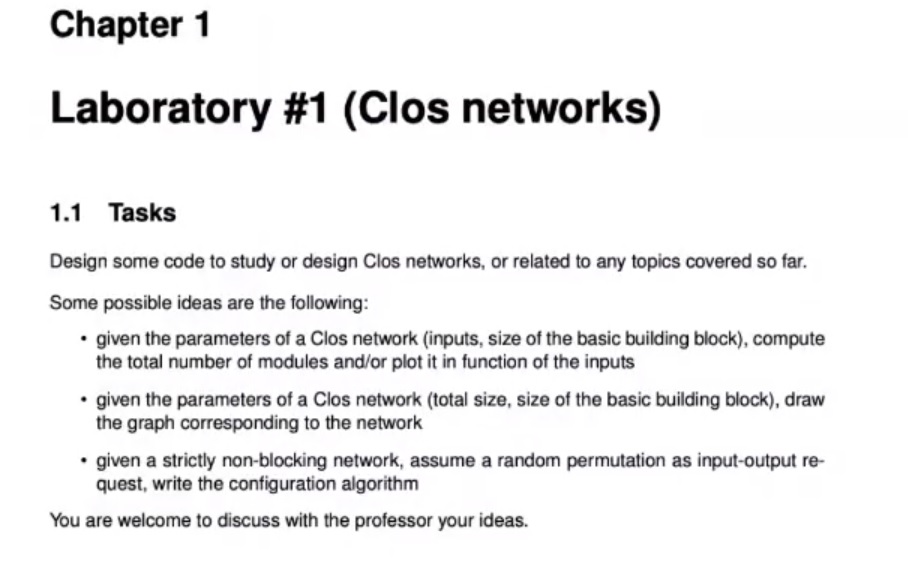 Chapter 1
Laboratory #1 (Clos networks)
1.1 Tasks
Design some code to study or design Clos networks, or related to any topics covered so far.
Some possible ideas are the following:
• given the parameters of a Clos network (inputs, size of the basic building block), compute
the total number of modules and/or plot it in function of the inputs
• given the parameters of a Clos network (total size, size of the basic building block), draw
the graph corresponding to the network
• given a strictly non-blocking network, assume a random permutation as input-output re-
quest, write the configuration algorithm
You are welcome to discuss with the professor your ideas.